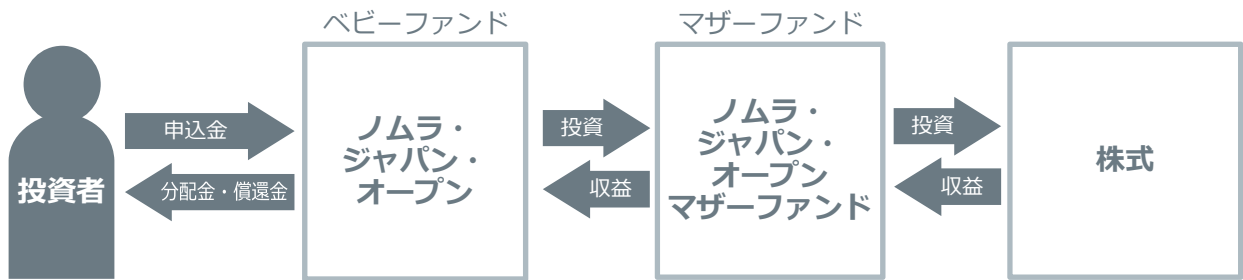 ベビーファンド
マザーファンド
投資者
申込金
分配金・償還金
ノムラ・
ジャパン・
オープン
投資
収益
ノムラ・
ジャパン・
オープン
マザーファンド
投資
収益
株式